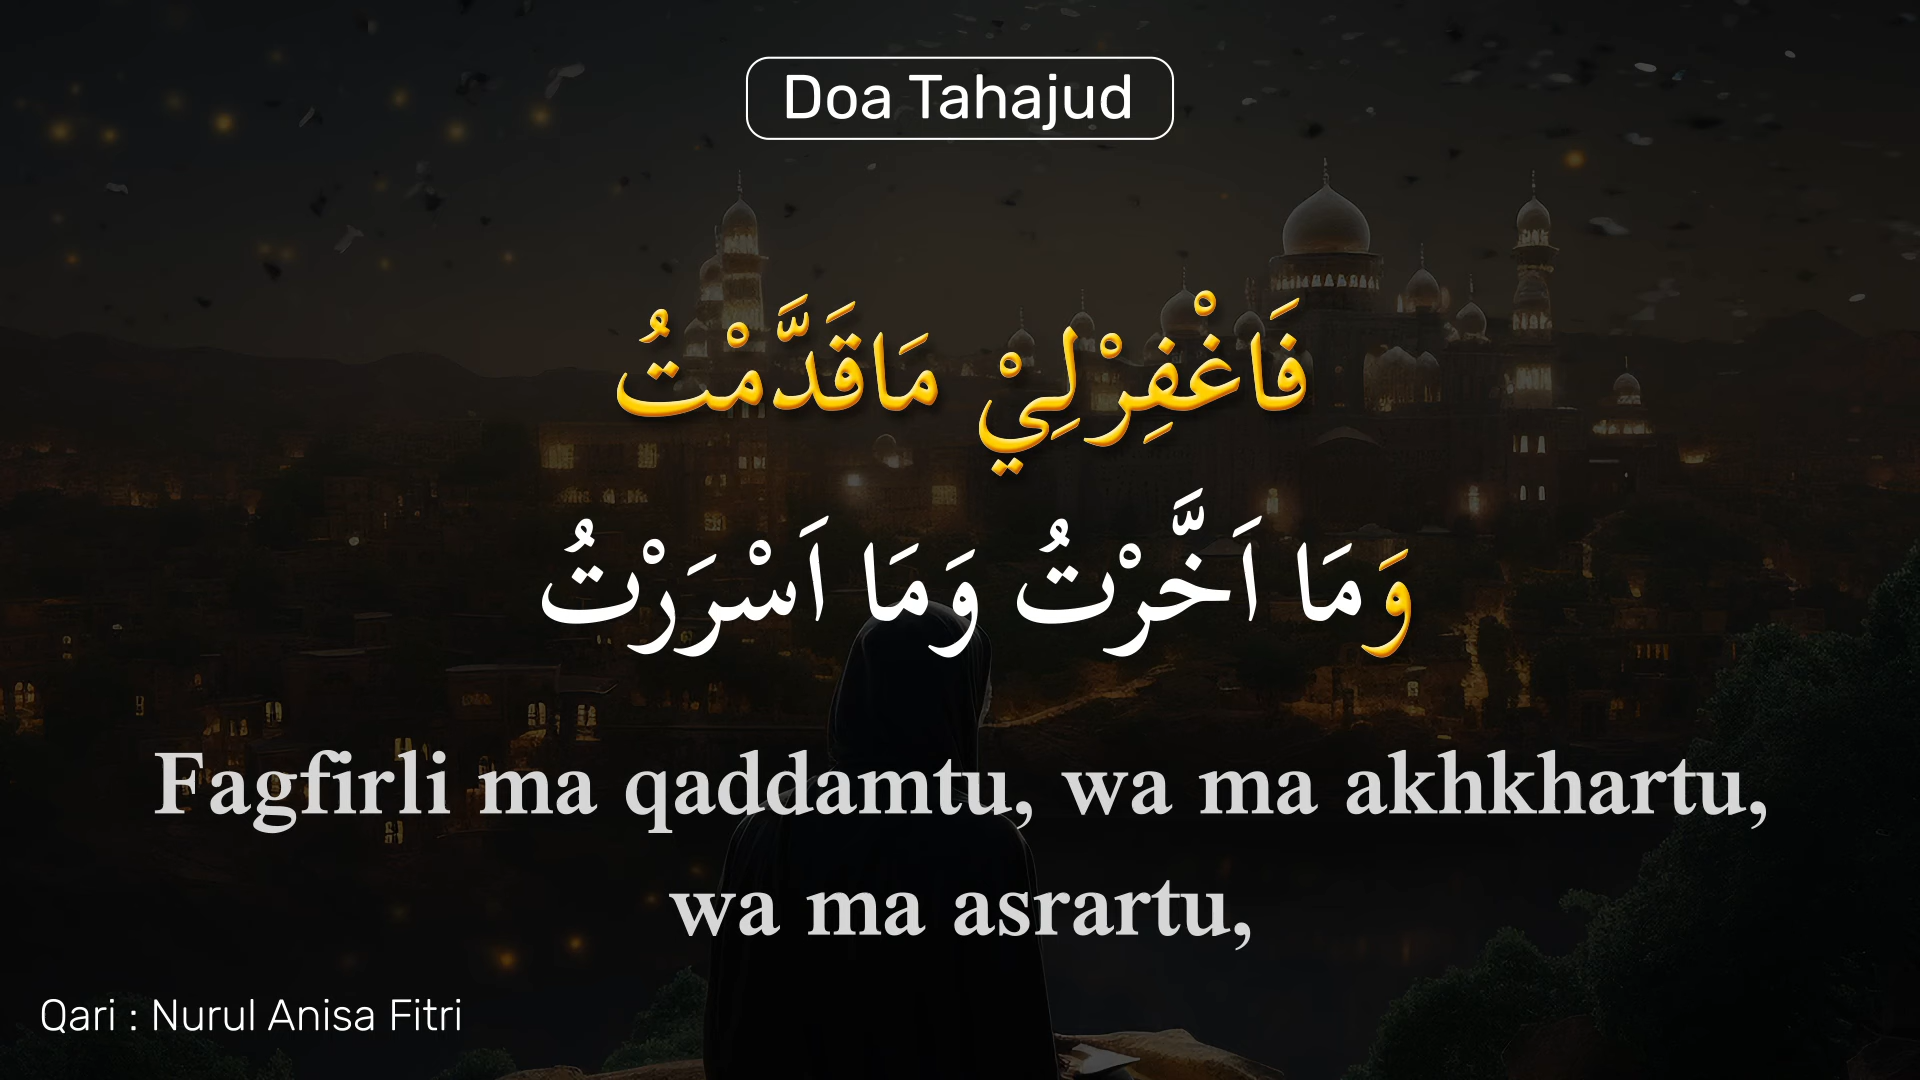 Doa Tahajud
فَاغْفِرْلِيْ مَاقَدَّمْتُ
وَمَا اَخَّرْتُ وَمَا اَسْرَرْتُ
Fagfirli ma qaddamtu, wa ma akhkhartu,
wa ma asrartu,
Qari : Nurul Anisa Fitri